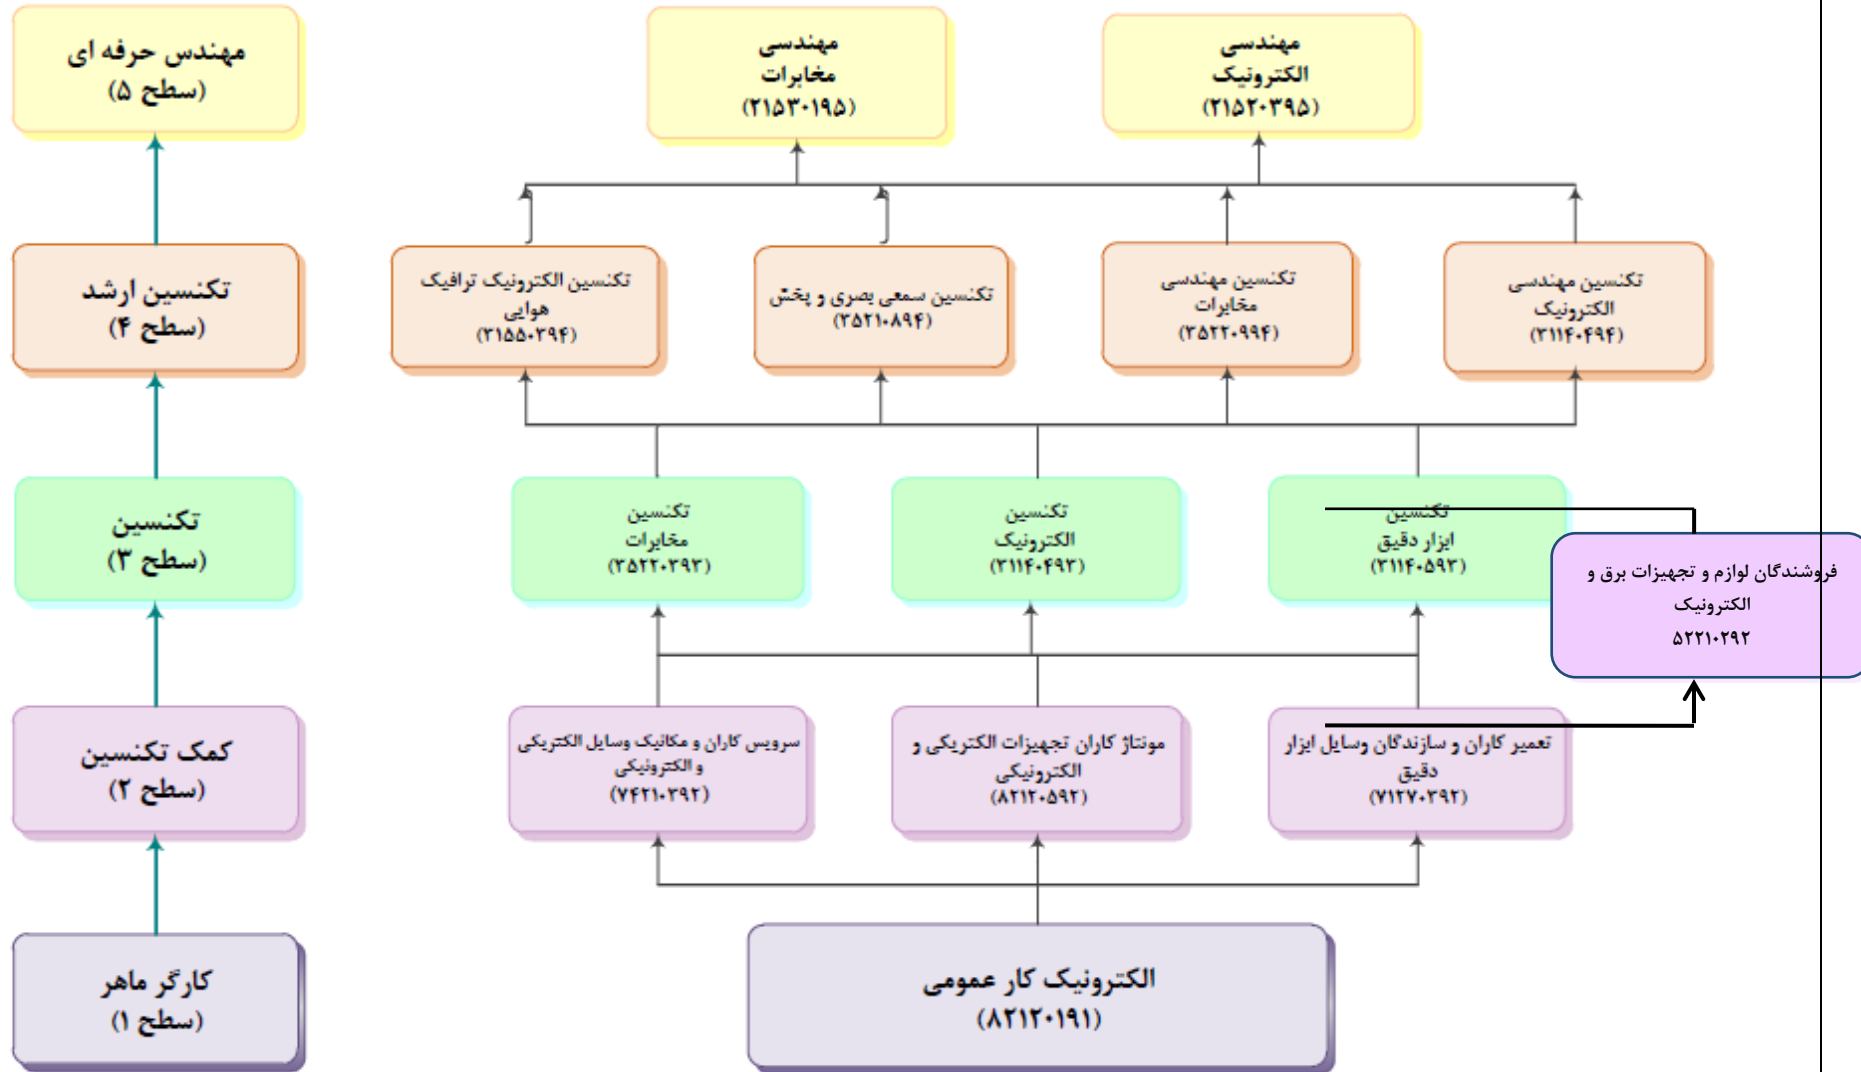 مهندس حرفه ای
(سطح ۵)
مهندسی
الکترونیک
(۲۱۵۲۰۳۹۵)
مهندسی
مخابرات
(۲۱۵۳۰۱۹۵)
تکنسین ارشد
(سطح ۴)
تکنسین مهندسی
الکترونیک
(۳۱۱۴۰۴۹۴)
تکنسین مهندسی
مخابرات
(۳۵۲۲۰۹۹۴)
تکنسین سمعی بصری و پخش
(۳۵۲۱۰۸۹۴)
تکنسین الکترونیک ترافیک
هوایی
(۳۱۵۵۰۳۹۴)
تکنسین
(سطح ۳)
فروشندگان لوازم و تجهیزات برق و
الکترونیک
۵۲۲۱۰۲۹۲
تکنسین
ابزار دقیق
(۳۱۱۴۰۵۹۳)
تکنسین
الکترونیک
(۳۱۱۴۰۴۹۳)
تکنسین
مخابرات
(۳۵۲۲۰۳۹۳)
کمک تکنسین
(سطح ۲)
تعمیر کاران و سازندگان وسایل ابزار
دقیق
(۷۱۲۷۰۳۹۲)
مونتاژ کاران تجهیزات الکتریکی و
الکترونیکی
(۸۲۱۲۰۵۹۲)
سرویس کاران و مکانیک وسایل الکتریکی
و الکترونیکی
(۷۴۲۱۰۳۹۲)
کارگر ماهر
(سطح ۱)
الکترونیک کار عمومی
(۸۲۱۲۰۱۹۱)